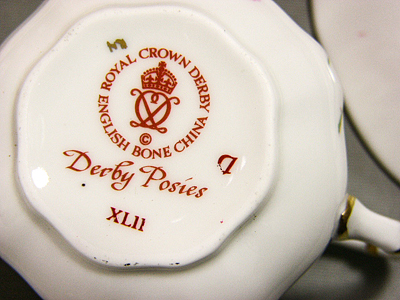 ROYAL CROWN DERBY
ENGLISH BONE CHINA
©
Derby Posies
XLII